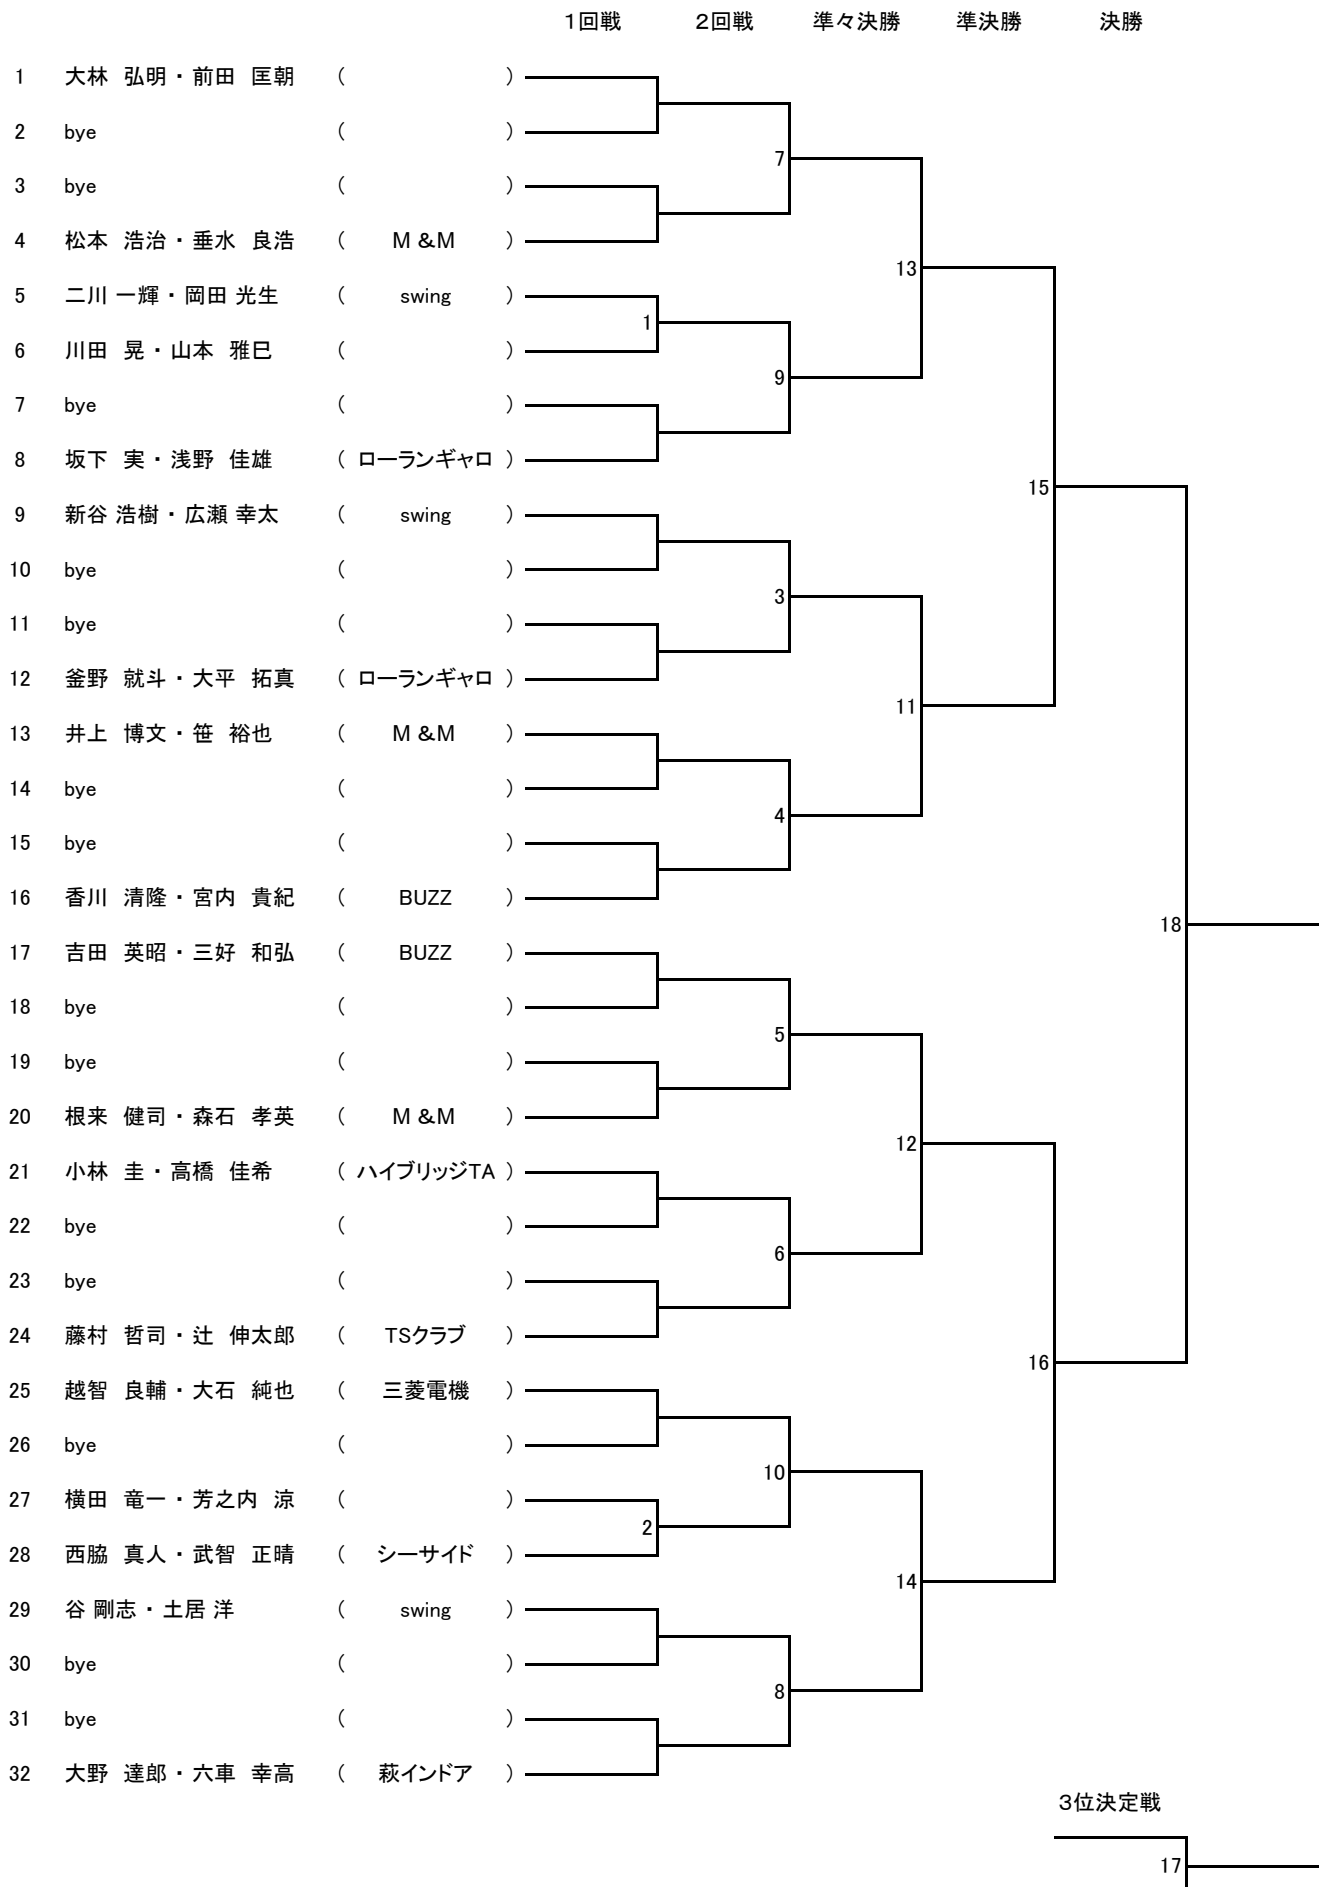 1回戦 2回戦 準々決勝 準決勝 決勝
1 大林 弘明・前田 匡朝 ( )
2 bye ( )
7
3 bye ( )
4 松本 浩治・垂水 良浩 ( M &M )
13
5 二川 一輝・岡田 光生 ( swing )
1
6 川田 晃・山本 雅巳 ( )
9
7 bye ( )
8 坂下 実・浅野 佳雄 ( ローランギャロ )
15
9 新谷 浩樹・広瀬 幸太 ( swing )
10 bye ( )
3
11 bye ( )
12 釜野 就斗・大平 拓真 ( ローランギャロ )
11
13 井上 博文・笹 裕也 ( M &M )
14 bye ( )
4
15 bye ( )
16 香川 清隆・宮内 貴紀 ( BUZZ )
18
17 吉田 英昭・三好 和弘 ( BUZZ )
18 bye ( )
5
19 bye ( )
20 根来 健司・森石 孝英 ( M &M )
12
21 小林 圭・高橋 佳希 ( ハイブリッジTA )
22 bye ( )
6
23 bye ( )
24 藤村 哲司・辻 伸太郎 ( TSクラブ )
16
25 越智 良輔・大石 純也 ( 三菱電機 )
26 bye ( )
10
27 横田 竜一・芳之内 涼 ( )
2
28 西脇 真人・武智 正晴 ( シーサイド )
14
29 谷 剛志・土居 洋 ( swing )
30 bye ( )
8
31 bye ( )
32 大野 達郎・六車 幸高 ( 萩インドア )
3位決定戦
17